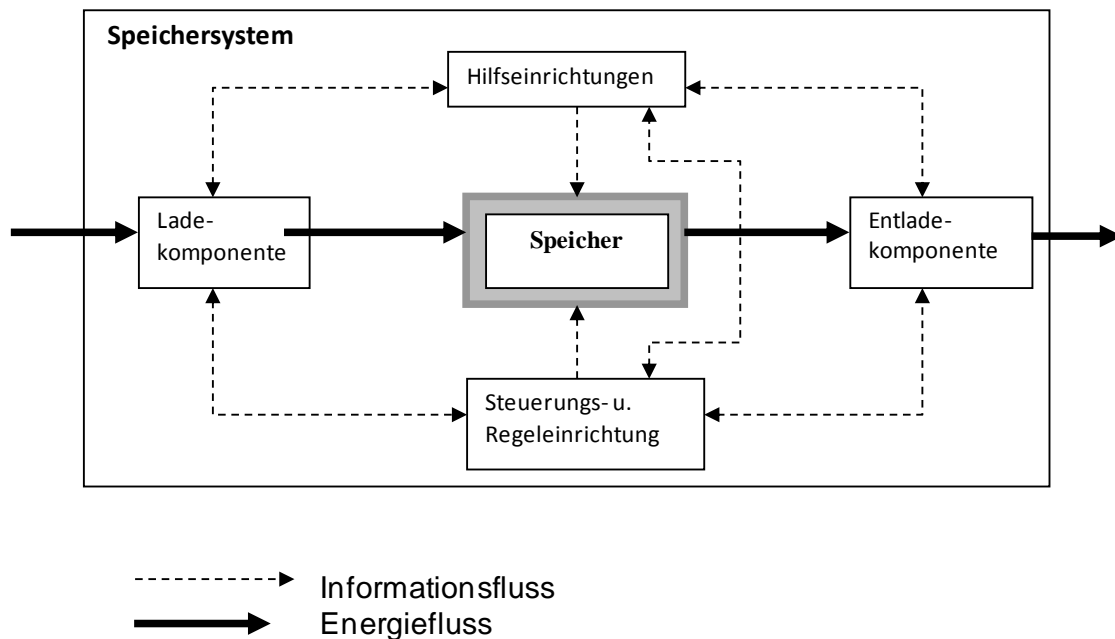 Speichersystem
Hilfseinrichtungen
Lade-
komponente
Speicher
Entlade-
komponente
Steuerungs- u.
Regeleinrichtung
Informationsfluss
Energiefluss